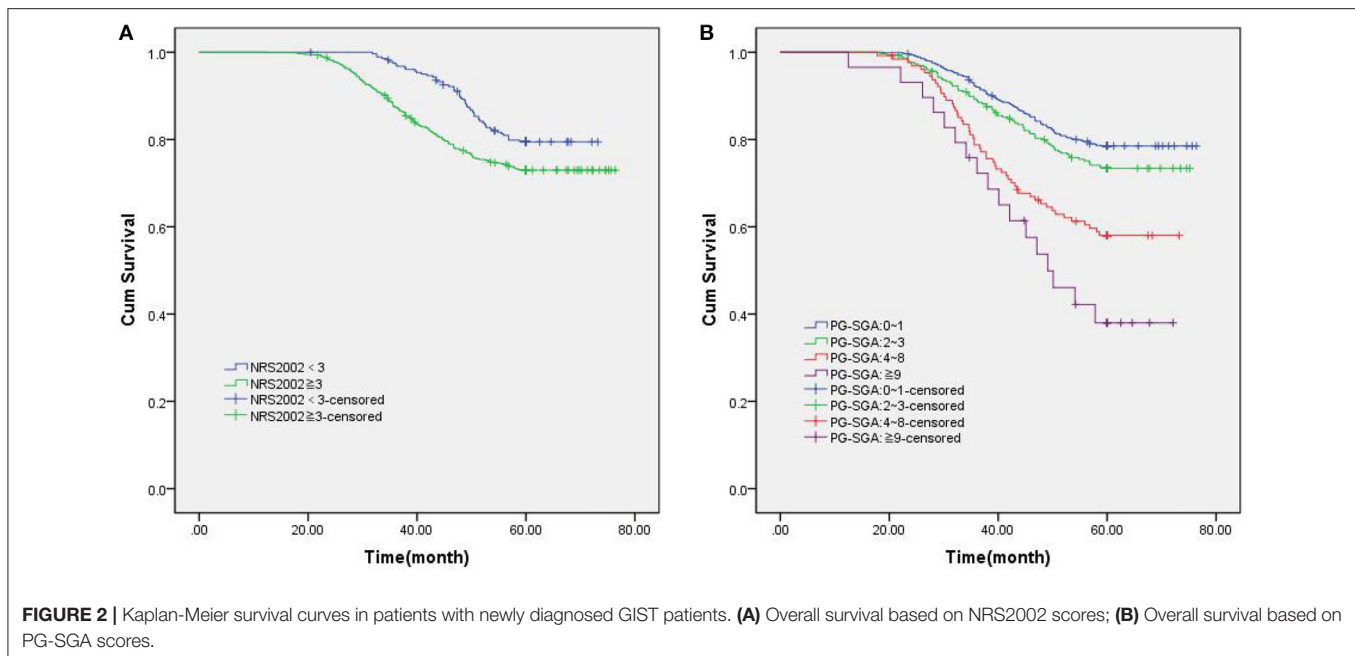 A
Cum Survival
1.0
0.8
0.6
0.4
0.2
0.0
NRS2002 < 3
NRS2002≧3
NRS2002 < 3-censored
NRS2002≧3-censored
.00 20.00 40.00 60.00 80.00
Time(month)
B
Cum Survival
1.0
0.8
0.6
0.4
0.2
0.0
PG-SGA:0~1
PG-SGA:2~3
PG-SGA:4~8
PG-SGA: ≧9
PG-SGA:0~1-censored
PG-SGA:2~3-censored
PG-SGA:4~8-censored
PG-SGA: ≧9-censored
.00 20.00 40.00 60.00 80.00
Time(month)
FIGURE 2 | Kaplan-Meier survival curves in patients with newly diagnosed GIST patients. (A) Overall survival based on NRS2002 scores; (B) Overall survival based on
PG-SGA scores.